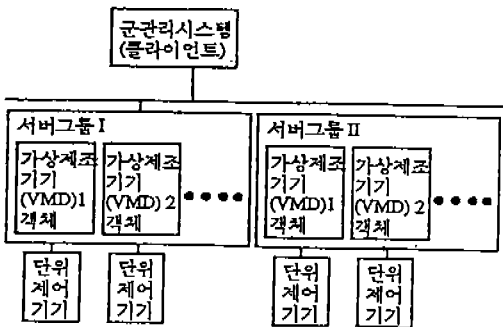 군관리시스템
(클라이언트)
서버그룹 I
가상제조
기기
(VMD)1
객체
가상제조
기기
(VMD) 2
객체
서버그룹 II
가상제조
기기
(VMD)1
객체
가상제조
기기
(VMD) 2
객체
단위
제어
기기
단위
제어
기기
단위
제어
기기
단위
제어
기기